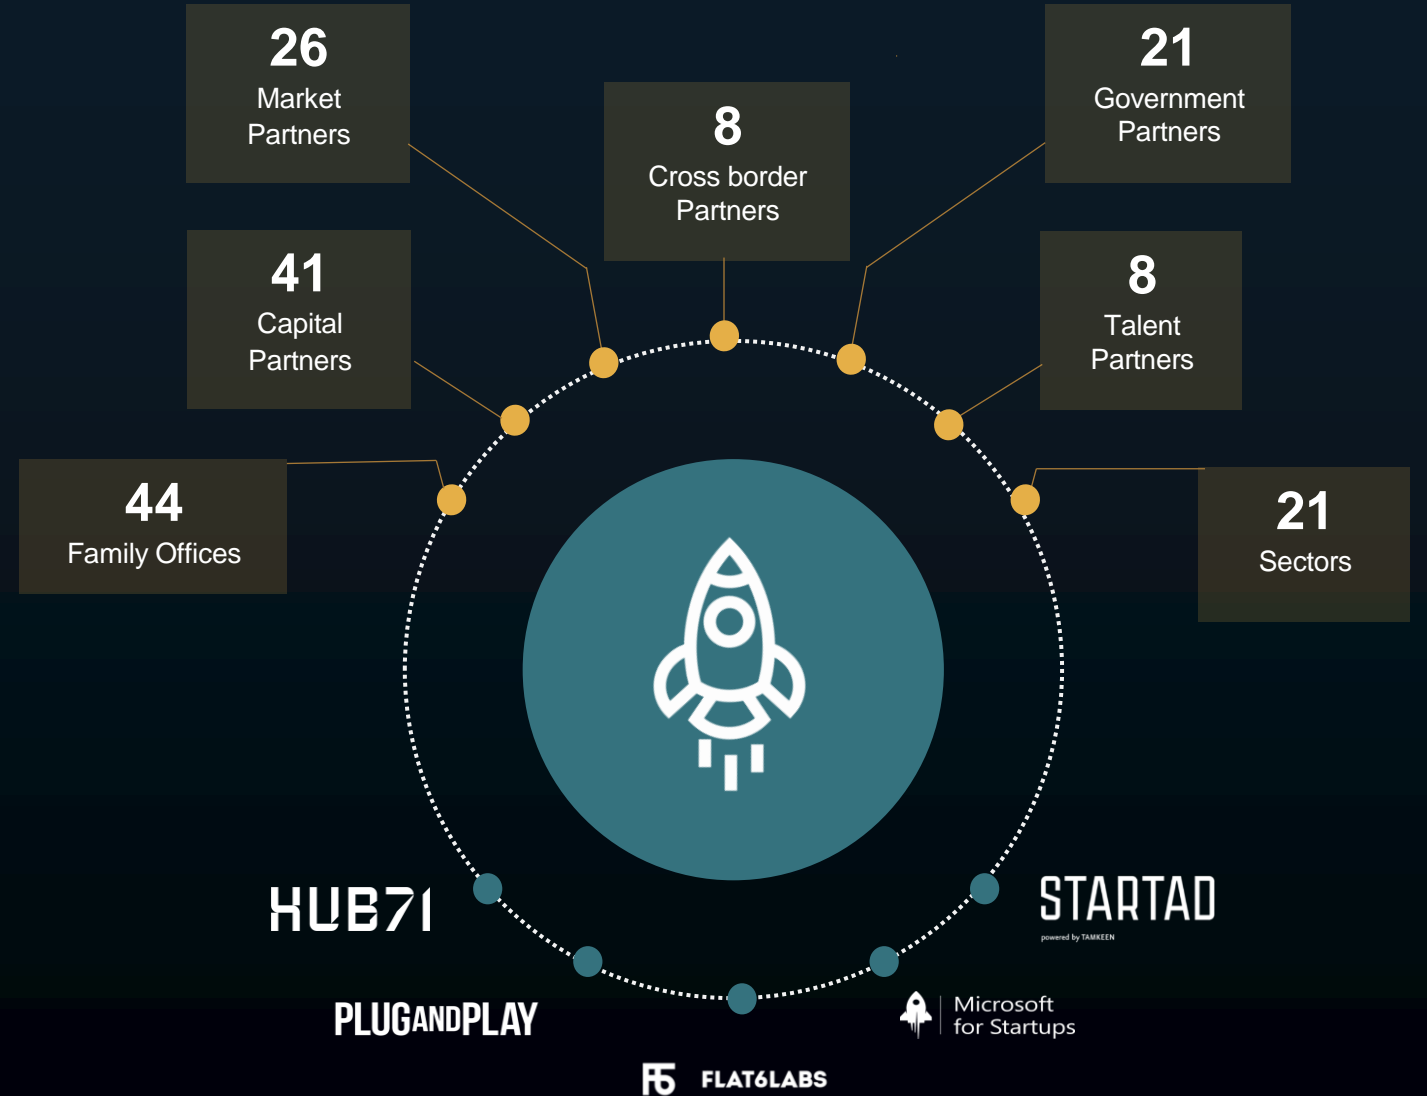 26
Market
Partners
8
Cross border
Partners
21
Government
Partners
41
Capital
Partners
8
Talent
Partners
44
Family Offices
21
Sectors
HUB71
STARTAD
powered by TAMKEEN
PLUGANDPLAY
Microsoft
for Startups
F6 FLAT6LABS